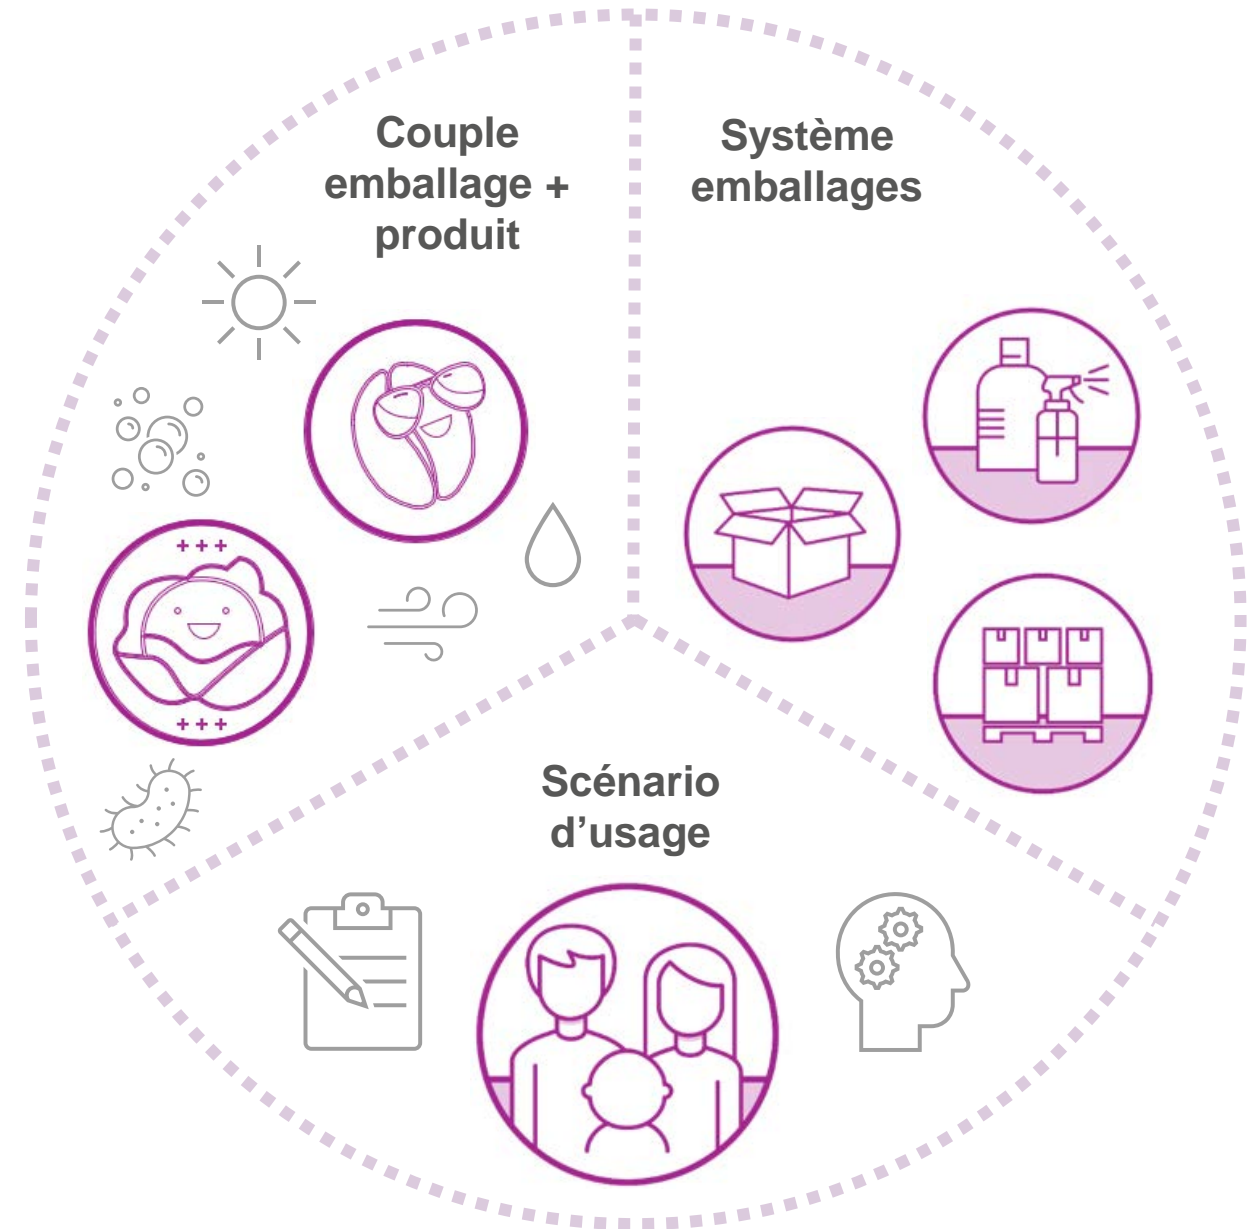 Couple
emballage +
produit
Système
emballages
Scénario
d’usage